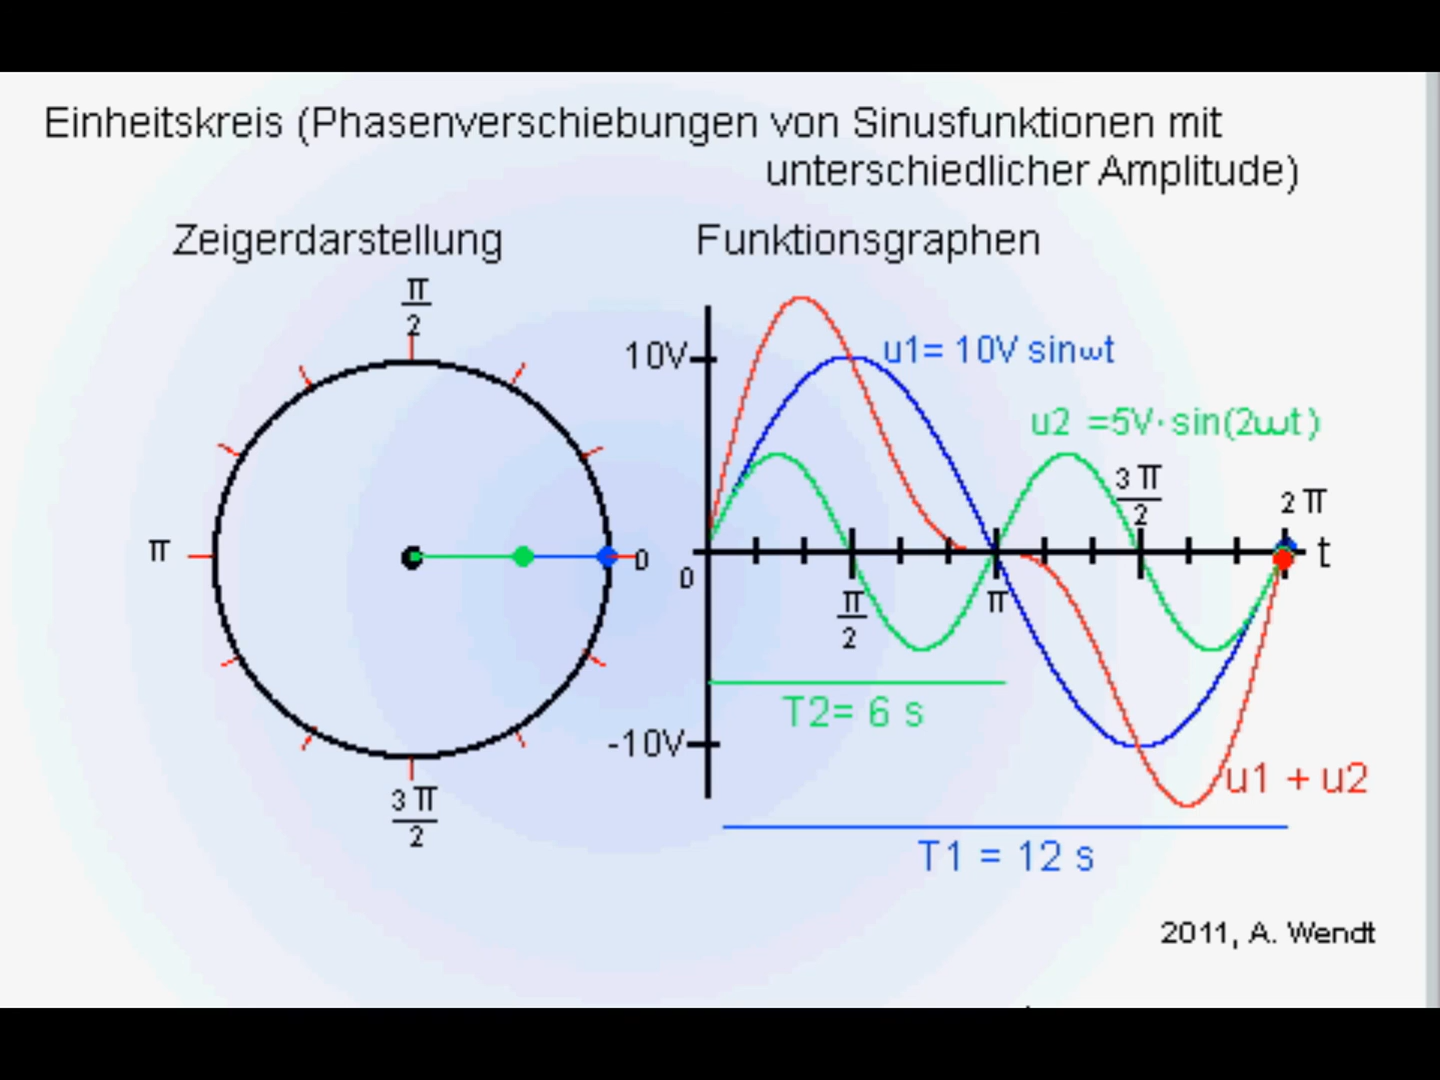 Einheitskreis (Phasenverschiebungen von Sinusfunktionen mit
unterschiedlicher Amplitude)
Zeigerdarstellung
Funktionsgraphen
π
2
π
0
3 π
2
10V
-10V
0
u1= 10V sinωt
u2 =5V·sin(2ωt)
3 π
2
2 π
t
π
2
π
T2= 6 s
u1 + u2
T1 = 12 s
2011, A. Wendt